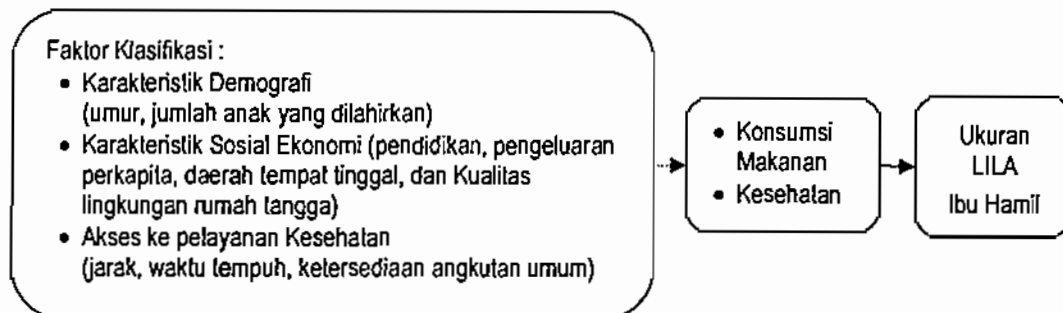 Faktor Klasifikasi :
• Karakteristik Demografi
(umur, jumlah anak yang dilahirkan)
• Karakteristik Sosial Ekonomi (pendidikan, pengeluaran
perkapita, daerah tempat tinggal, dan Kualitas
lingkungan rumah tangga)
• Akses ke pelayanan Kesehatan
(jarak, waktu tempuh, ketersediaan angkutan umum)
• Konsumsi
Makanan
• Kesehatan
Ukuran
LILA
Ibu Hamil